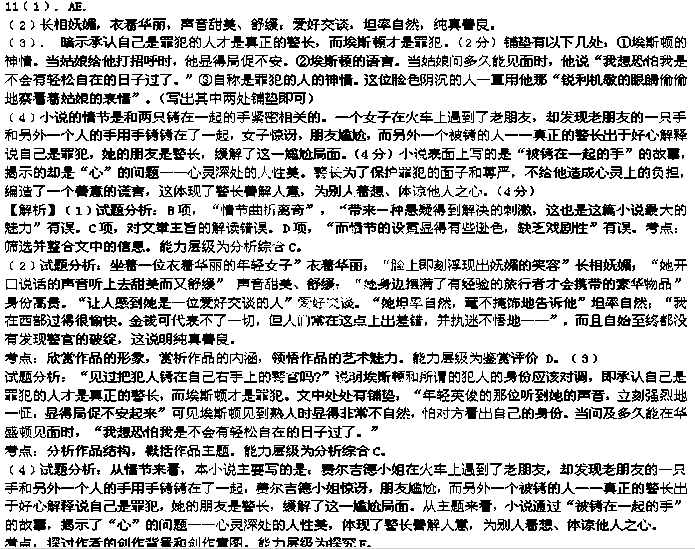 11（1）．AE．
（2）长相妩媚，衣着华丽，声音甜美、舒缓；爱好交谈，坦率自然，纯真善良．
（3）． 暗示承认自己是罪犯的人才是真正的警长，而埃斯顿才是罪犯．（2分）铺垫有以下几处，①埃斯顿的
神情。当姑娘给他打招呼时，他显得局促不安．②埃斯顿的语言。当姑娘问多久能见面时，他说“我想恐怕我是
不会有轻松自在的日子过了。”③自称是罪犯的人的神情。这位脸色阴沉的人一直用他那“锐利机敏的眼睛偷偷
地察看着姑娘的表情”．（写出其中两处铺垫即可）
（4）小说的情节是和两只铐在一起的手紧密相关的．一个女子在火车上遇到了老朋友，却发现老朋友的一只手
和另外一个人的手用手铐铐在了一起，女子惊讶，朋友尴尬，而另外一个被铐的人一一真正的警长出于好心解释
说自己是罪犯，她的朋友是警长，缓解了这一尴尬局面．（4分）小说表面上写的是“被铐在一起的手”的故事，
揭示的却是“心”的问题——心灵深处的人性美．警长为了保护罪犯的面子和尊严，不给他造成心灵上的负担，
编造了一个善意的谎言，这体现了警长善解人意，为别人着想、体谅他人之心．（4分）
【解析】（1）试题分析：B项，“情节曲折离奇”，“带来一种悬疑得到解决的刺激，这也是这篇小说最大的
魅力”有误．C项，对文章主旨的解读错误．D项，“而情节的设置显得有些逊色，缺乏戏剧性”有误．考点：
筛选并整合文中的信息．能力层级为分析综合C．
（2）试题分析：坐着一位衣着华丽的年轻女子”衣着华丽；“脸上即刻浮现出妩媚的笑容”长相妩媚；“她开
口说话的声音听上去甜美而又舒缓” 声音甜美、舒缓；“她身边摆满了有经验的旅行者才会携带的豪华物品”
身份高贵．“让人感到她是一位爱好交谈的人”爱好交谈．“她坦率自然，毫不掩饰地告诉他”坦率自然；“我
在西部过得很愉快．金钱可代表不了一切，但人们常在这点上出差错，并执迷不悟地一一”．而且自始至终都没
有发现警官的破绽，这说明纯真善良．
考点：欣赏作品的形象，赏析作品的内涵，领悟作品的艺术魅力．能力层级为鉴赏评价 D．（3）
试题分析：“见过把犯人铐在自己右手上的警官吗?”说明埃斯顿和所谓的犯人的身份应该对调，即承认自己是
罪犯的人才是真正的警长，而埃斯顿才是罪犯．文中处处有铺垫，“年轻英俊的那位听到她的声音，立刻强烈地
一怔，显得局促不安起来”可见埃斯顿见到熟人时显得非常不自然，怕对方看出自己的身份．当问及多久能在华
盛顿见面时，“我想恐怕我是不会有轻松自在的日子过了。”
考点：分析作品结构，概括作品主题．能力层级为分析综合C．
（4）试题分析：从情节来看，本小说主要写的是：费尔吉德小姐在火车上遇到了老朋友，却发现老朋友的一只
手和另外一个人的手用手铐铐在了一起，费尔吉德小姐惊讶，朋友尴尬，而另外一个被铐的人一一真正的警长出
于好心解释说自己是罪犯，她的朋友是警长，缓解了这一尴尬局面．从主题来看，小说通过“被铐在一起的手”
的故事，揭示了“心”的问题——心灵深处的人性美，体现了警长善解人意，为别人着想、体谅他人之心．
考点：探讨作者的创作背景和创作意图．能力层级为探究F．